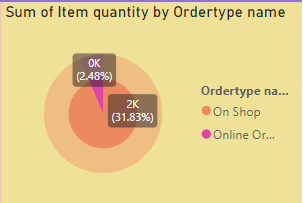 Sum of Item quantity by Ordertype name
0K
(2.48%)
2K
(31.83%)
Ordertype na...
On Shop
Online Or...